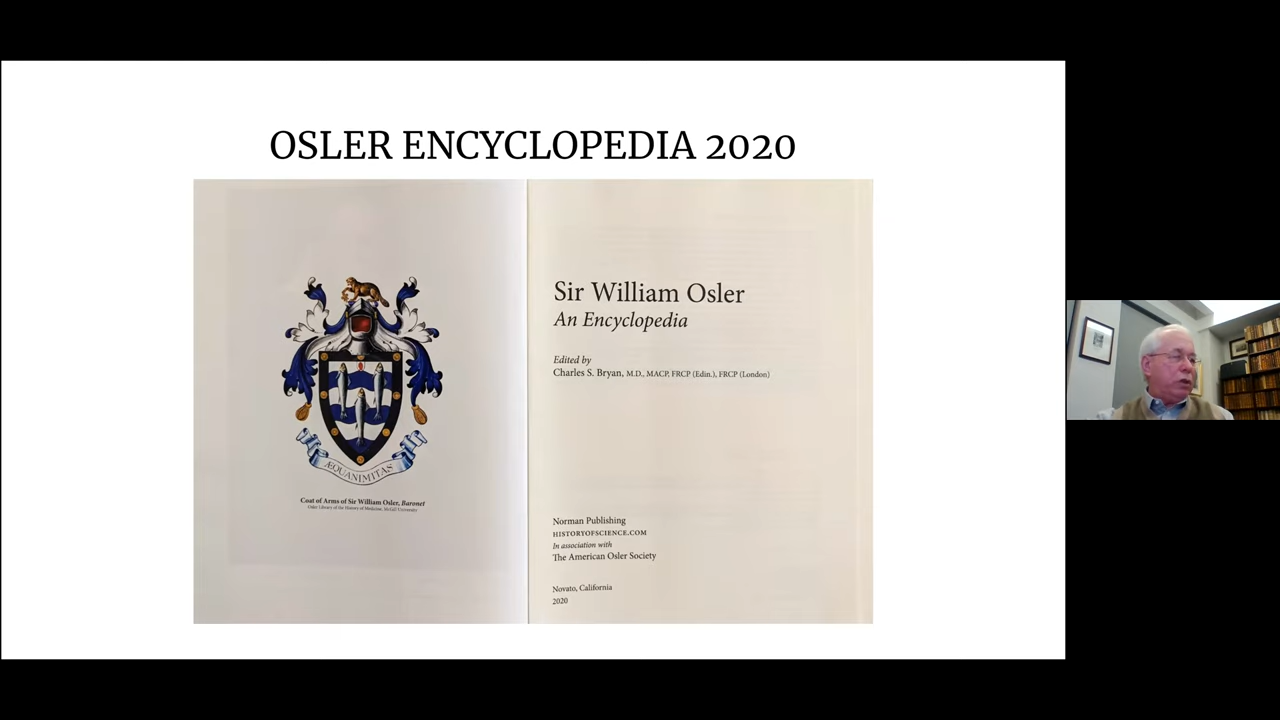 OSLER ENCYCLOPEDIA 2020
ÆQUANIMITAS
Coat of Arms of Sir William Osler, Baronet
Osler Library of the History of Medicine, McGill University
Sir William Osler
An Encyclopedia
Edited by
Charles S. Bryan, M.D., MACP, FRCP (Edin.), FRCP (London)
Norman Publishing
HISTORYOFSCIENCE.COM
In association with
The American Osler Society
Novato, California
2020